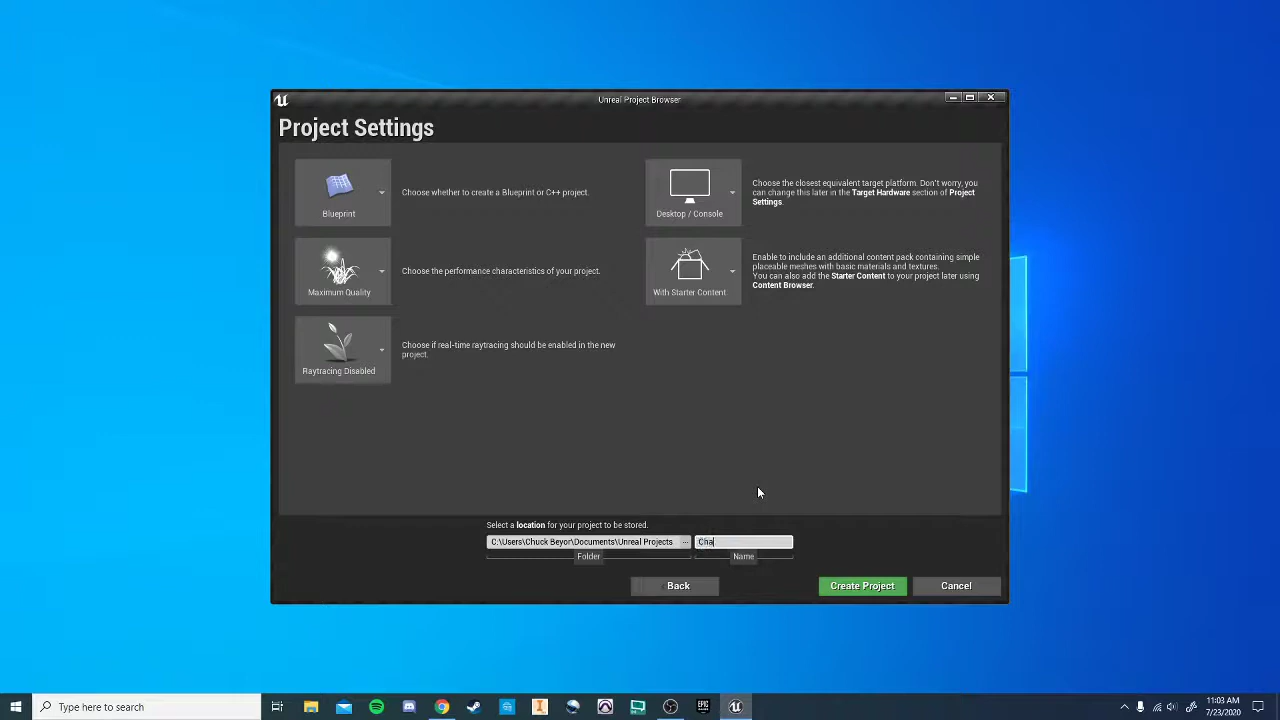 Unreal Project Browser
Project Settings
Blueprint
Choose whether to create a Blueprint or C++ project.
Maximum Quality
Choose the performance characteristics of your project.
Raytracing Disabled
Choose if real-time raytracing should be enabled in the new
project.
Desktop / Console
Choose the closest equivalent target platform. Don't worry, you
can change this later in the Target Hardware section of Project
Settings.
With Starter Content
Enable to include an additional content pack containing simple
placeable meshes with basic materials and textures.
You can also add the Starter Content to your project later using
Content Browser.
Select a location for your project to be stored.
C:\Users\Chuck Beyor\Documents\Unreal Projects ... Cha
Folder Name
Back Create Project Cancel
Type here to search
EPIC
11:03 AM
7/23/2020